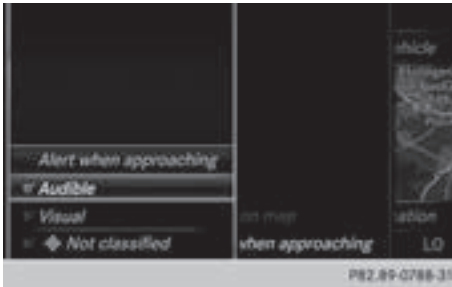 Alert when approaching
Audible
Visual
Not classified
on map
when approaching
LO
P82.89-0788-31